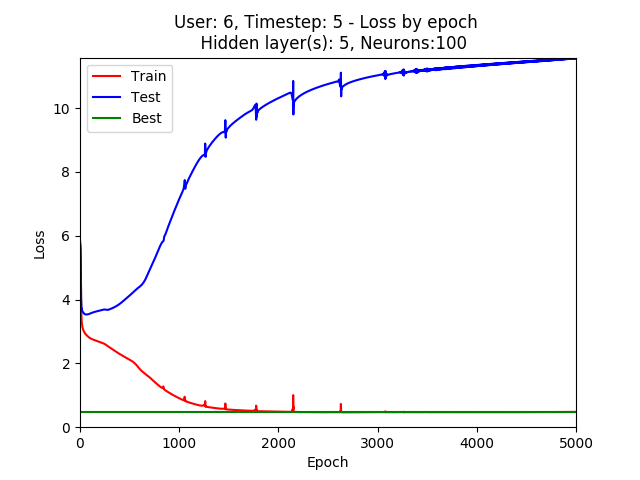 User: 6, Timestep: 5 - Loss by epoch
Hidden layer(s): 5, Neurons:100
Train
Test
Best
Loss
10
8
6
4
2
0
0 1000 2000 3000 4000 5000
Epoch